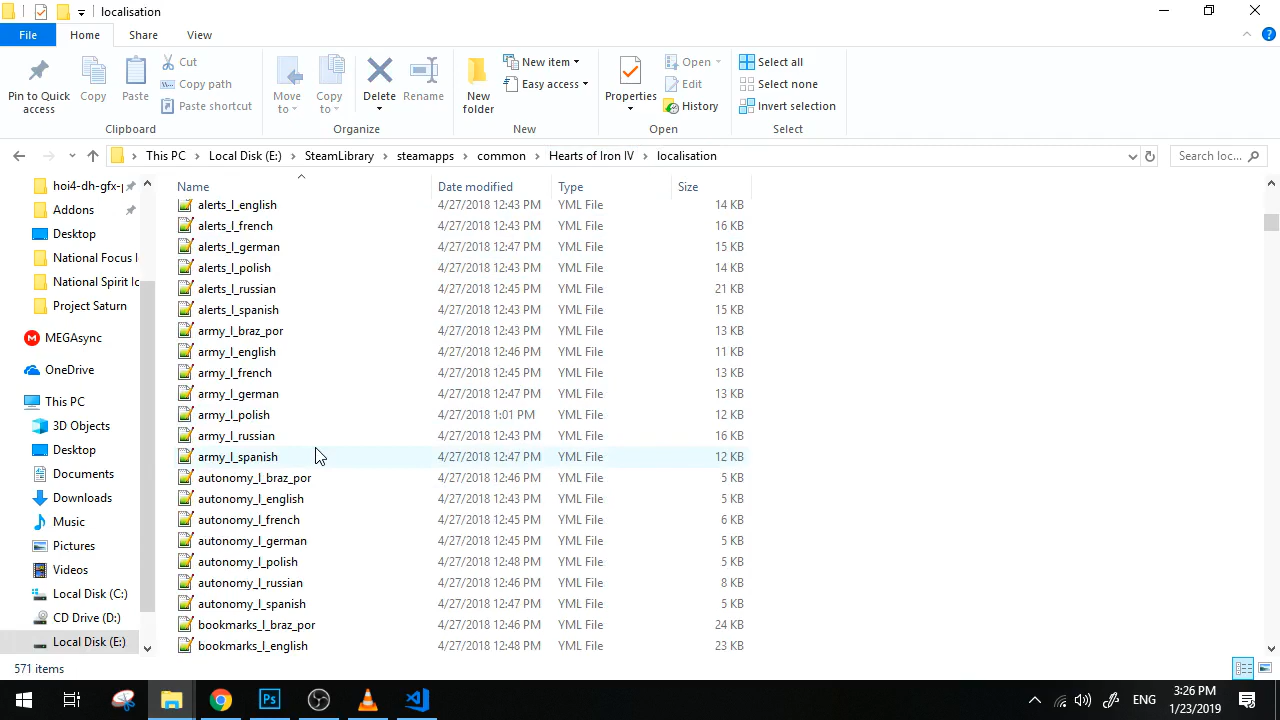 localisation
File Home Share View
Pin to Quick access
Copy
Paste
Cut
Copy path
Paste shortcut
Clipboard
Move to
Copy to
Delete
Rename
Organize
New folder
New item
Easy access
New
Properties
Open
Edit
History
Open
Select all
Select none
Invert selection
Select
This PC Local Disk (E:) SteamLibrary steamapps common Hearts of Iron IV localisation
Search loc...
hoi4-dh-gfx-p
Addons
Desktop
National Focus I
National Spirit Ic
Project Saturn
MEGAsync
OneDrive
This PC
3D Objects
Desktop
Documents
Downloads
Music
Pictures
Videos
Local Disk (C:)
CD Drive (D:)
Local Disk (E:)
Name Date modified Type Size
alerts_l_english 4/27/2018 12:43 PM YML File 14 KB
alerts_l_french 4/27/2018 12:43 PM YML File 16 KB
alerts_l_german 4/27/2018 12:47 PM YML File 15 KB
alerts_l_polish 4/27/2018 12:43 PM YML File 14 KB
alerts_l_russian 4/27/2018 12:45 PM YML File 21 KB
alerts_l_spanish 4/27/2018 12:43 PM YML File 15 KB
army_l_braz_por 4/27/2018 12:43 PM YML File 13 KB
army_l_english 4/27/2018 12:46 PM YML File 11 KB
army_l_french 4/27/2018 12:45 PM YML File 13 KB
army_l_german 4/27/2018 12:47 PM YML File 13 KB
army_l_polish 4/27/2018 1:01 PM YML File 12 KB
army_l_russian 4/27/2018 12:43 PM YML File 16 KB
army_l_spanish 4/27/2018 12:47 PM YML File 12 KB
autonomy_l_braz_por 4/27/2018 12:46 PM YML File 5 KB
autonomy_l_english 4/27/2018 12:43 PM YML File 5 KB
autonomy_l_french 4/27/2018 12:45 PM YML File 6 KB
autonomy_l_german 4/27/2018 12:45 PM YML File 5 KB
autonomy_l_polish 4/27/2018 12:48 PM YML File 5 KB
autonomy_l_russian 4/27/2018 12:46 PM YML File 8 KB
autonomy_l_spanish 4/27/2018 12:47 PM YML File 5 KB
bookmarks_l_braz_por 4/27/2018 12:46 PM YML File 24 KB
bookmarks_l_english 4/27/2018 12:48 PM YML File 23 KB
571 items
Ps
ENG
3:26 PM
1/23/2019